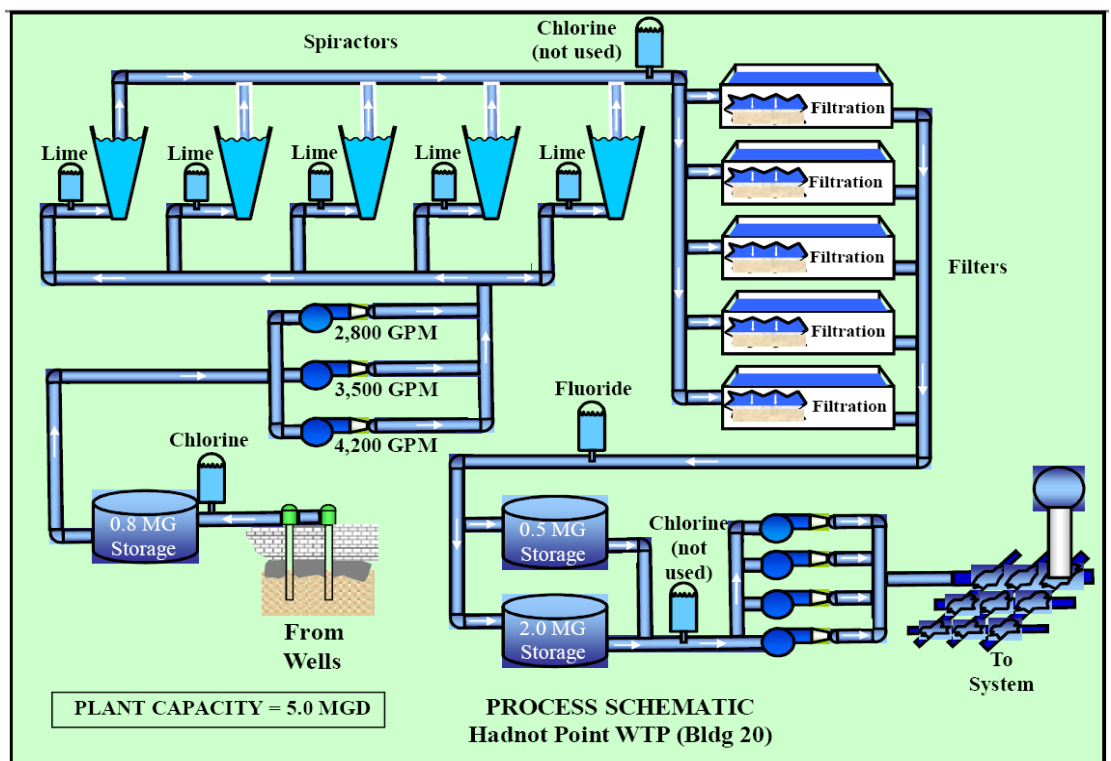 Spiractors
Chlorine
(not used)
Lime
Lime
Lime
Lime
Lime
Filtration
Filtration
Filtration
Filtration
Filtration
Filters
2,800 GPM
3,500 GPM
4,200 GPM
Chlorine
0.8 MG
Storage
From
Wells
Fluoride
0.5 MG
Storage
2.0 MG
Storage
Chlorine
(not
used)
To
System
PLANT CAPACITY = 5.0 MGD
PROCESS SCHEMATIC
Hadnot Point WTP (Bldg 20)